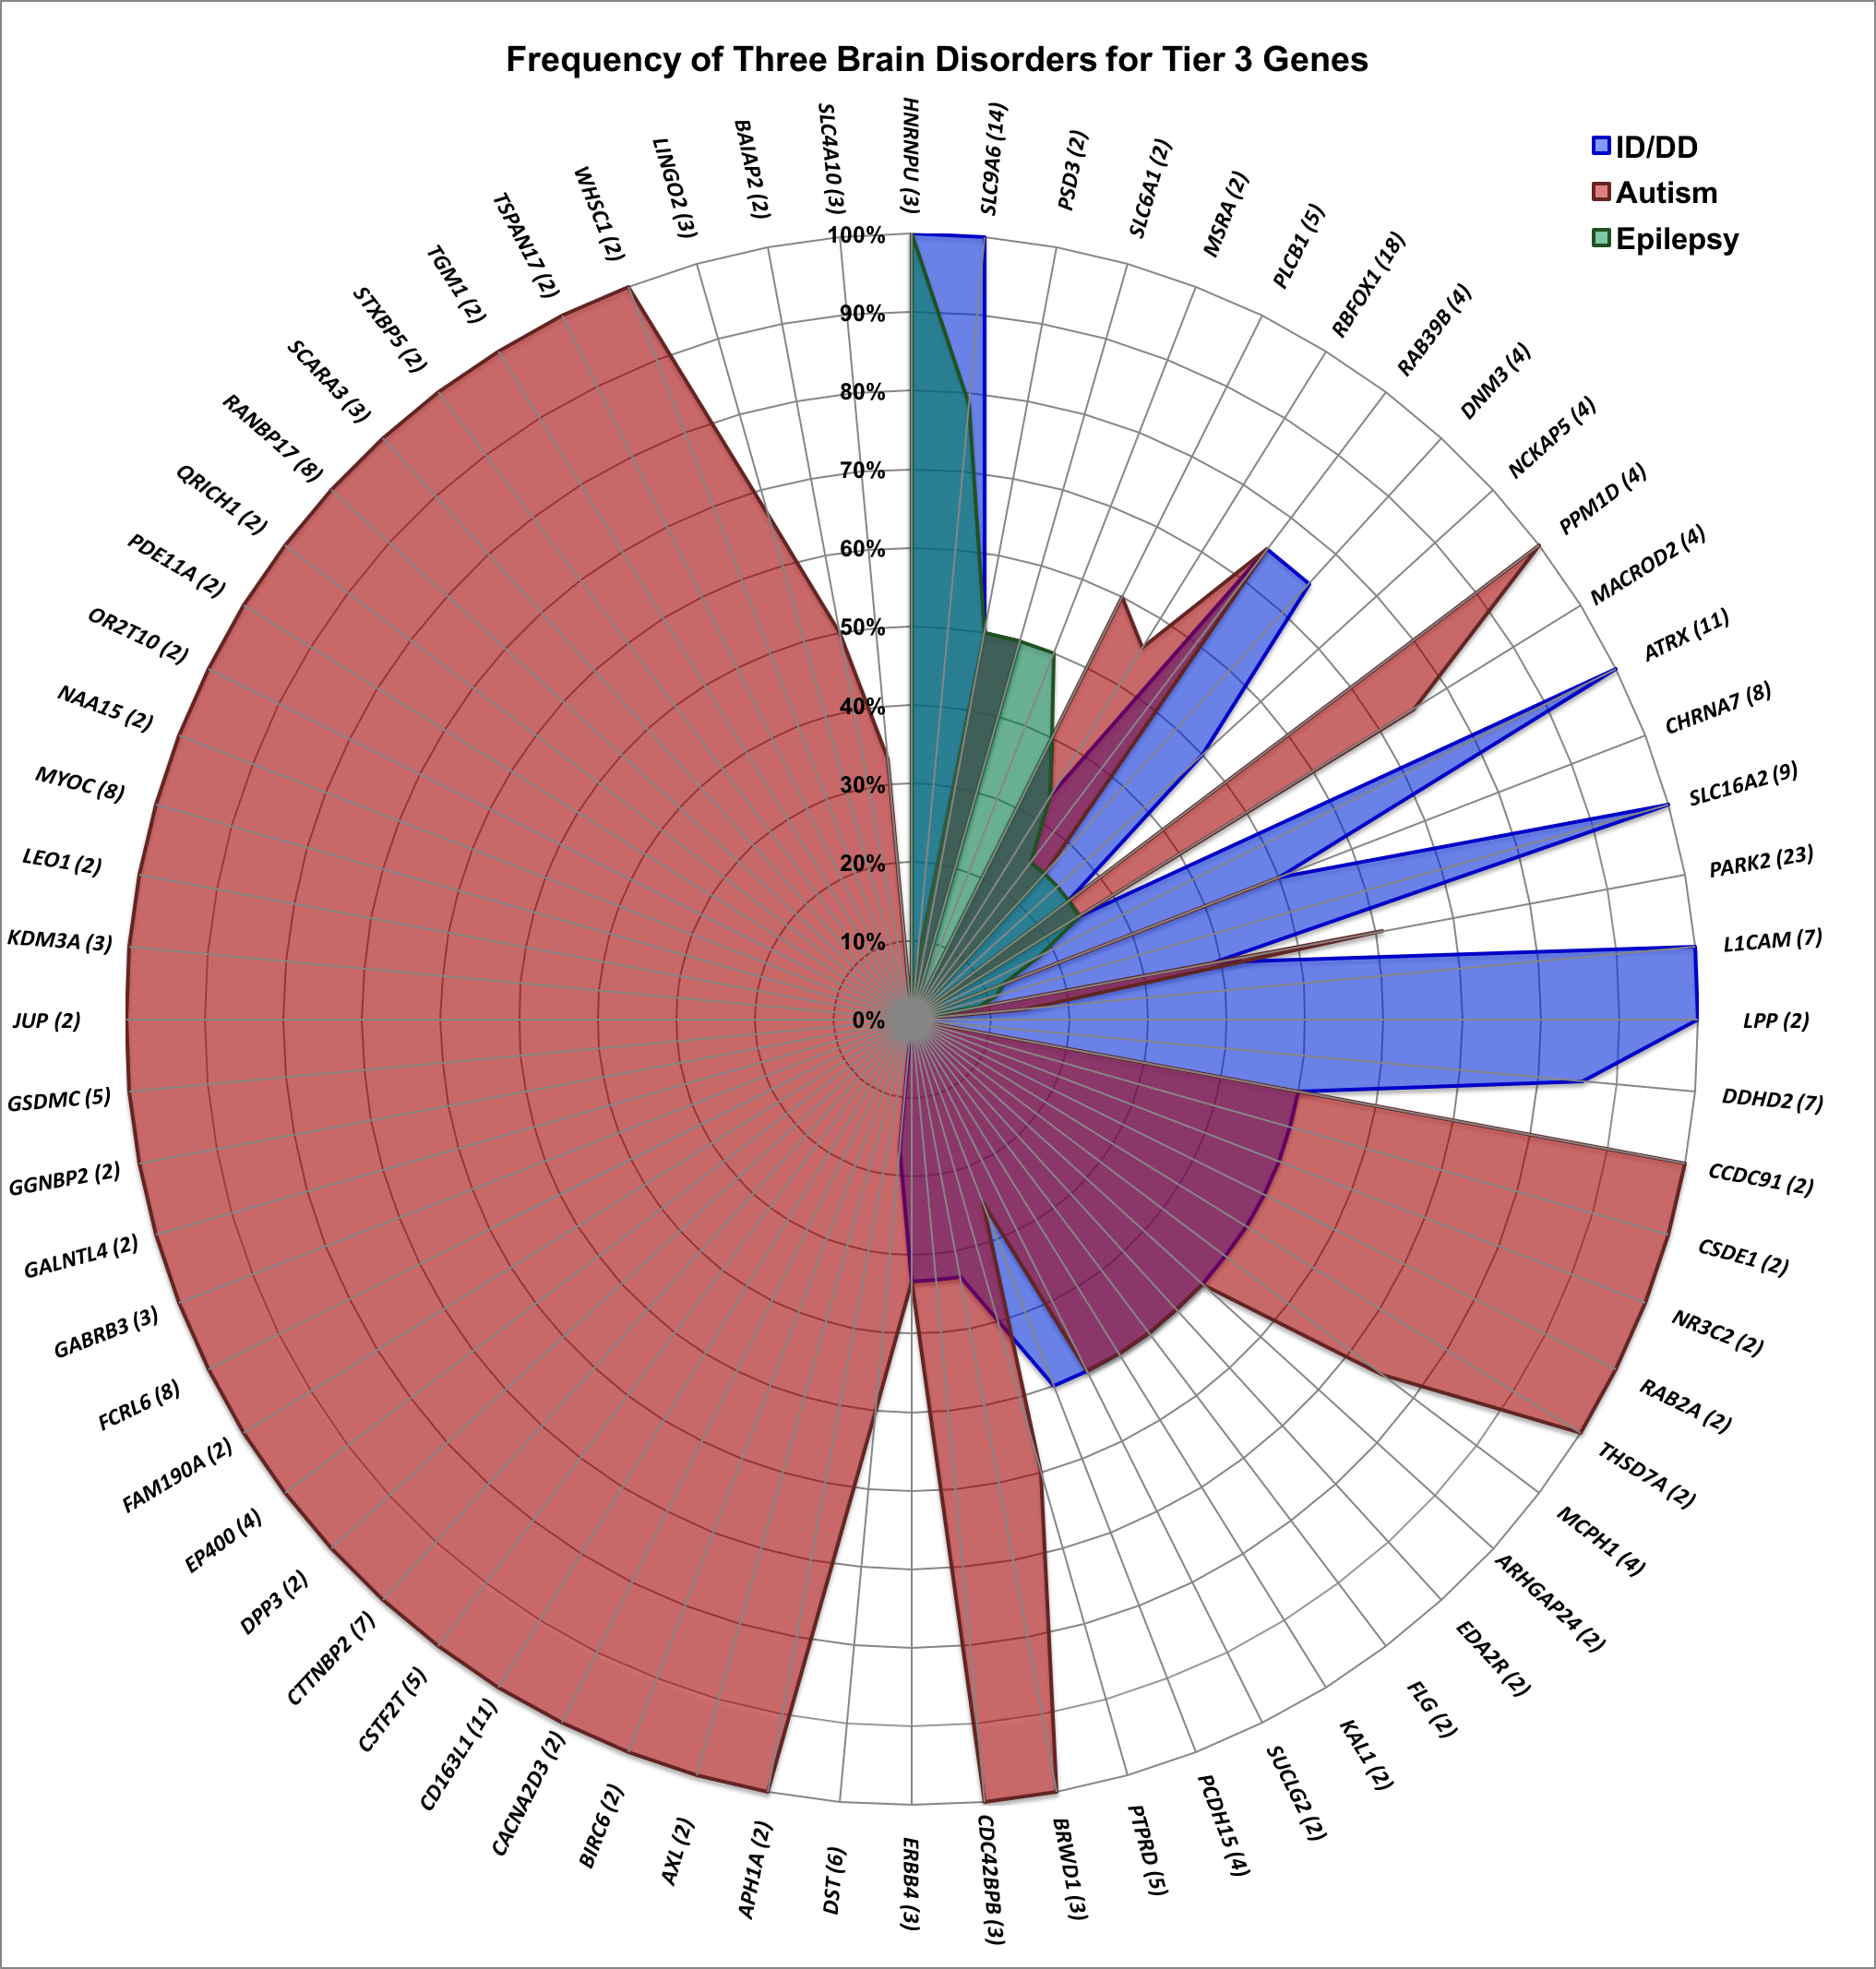 Frequency of Three Brain Disorders for Tier 3 Genes
ID/DD
Autism
Epilepsy
HNRNPU (3)
SLC9A6 (14)
PSD3 (2)
SLC6A1 (2)
MSRA (2)
PLCB1 (5)
RBFOX1 (18)
RAB39B (4)
DNM3 (4)
NCKAP5 (4)
PPM1D (4)
MACROD2 (4)
ATRX (11)
CHRNA7 (8)
SLC16A2 (9)
PARK2 (23)
L1CAM (7)
LPP (2)
DDHD2 (7)
CCDC91 (2)
CSDE1 (2)
NR3C2 (2)
RAB2A (2)
THSD7A (2)
MCPH1 (4)
ARHGAP24 (2)
EDA2R (2)
FLG (2)
KAL1 (2)
SUCLG2 (2)
PCDH15 (4)
PTPRD (5)
BRWD1 (3)
CDC42BPB (3)
ERBB4 (3)
DST (6)
APH1A (2)
AXL (2)
BIRC6 (2)
CACNA2D3 (2)
CD163L1 (11)
CSTF2T (5)
CTTNBP2 (7)
DPP3 (2)
EP400 (4)
FAM190A (2)
FCRL6 (8)
GABRB3 (3)
GALNTL4 (2)
GGNBP2 (2)
GSDMC (5)
JUP (2)
KDM3A (3)
LEO1 (2)
MYOC (8)
NAA15 (2)
OR2T10 (2)
PDE11A (2)
QRICH1 (2)
RANBP17 (8)
SCARA3 (3)
STXBP5 (2)
TGM1 (2)
TSPAN17 (2)
WHSC1 (2)
LINGO2 (3)
BAIAP2 (2)
SLC4A10 (3)
100%
90%
80%
70%
60%
50%
40%
30%
20%
10%
0%